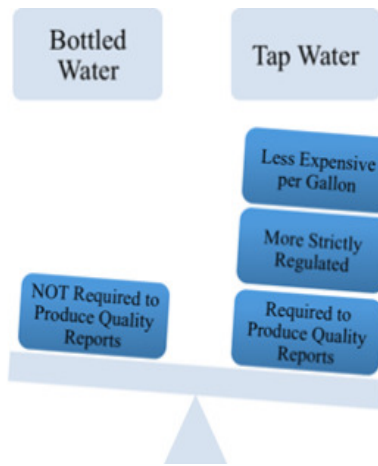 Bottled
Water
Tap Water
Less Expensive
per Gallon
More Strictly
Regulated
NOT Required to
Produce Quality
Reports
Required to
Produce Quality
Reports